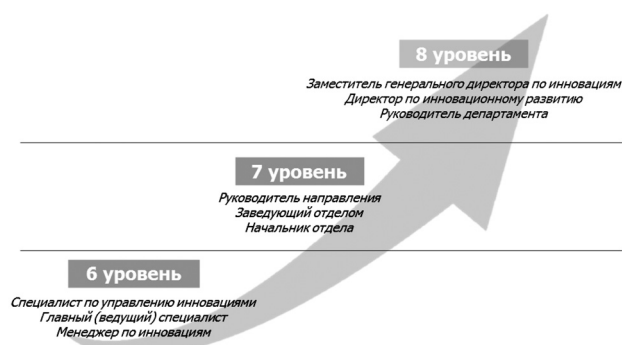 8 уровень
Заместитель генерального директора по инновациям
Директор по инновационному развитию
Руководитель департамента
7 уровень
Руководитель направления
Заведующий отделом
Начальник отдела
6 уровень
Специалист по управлению инновациями
Главный (ведущий) специалист
Менеджер по инновациям